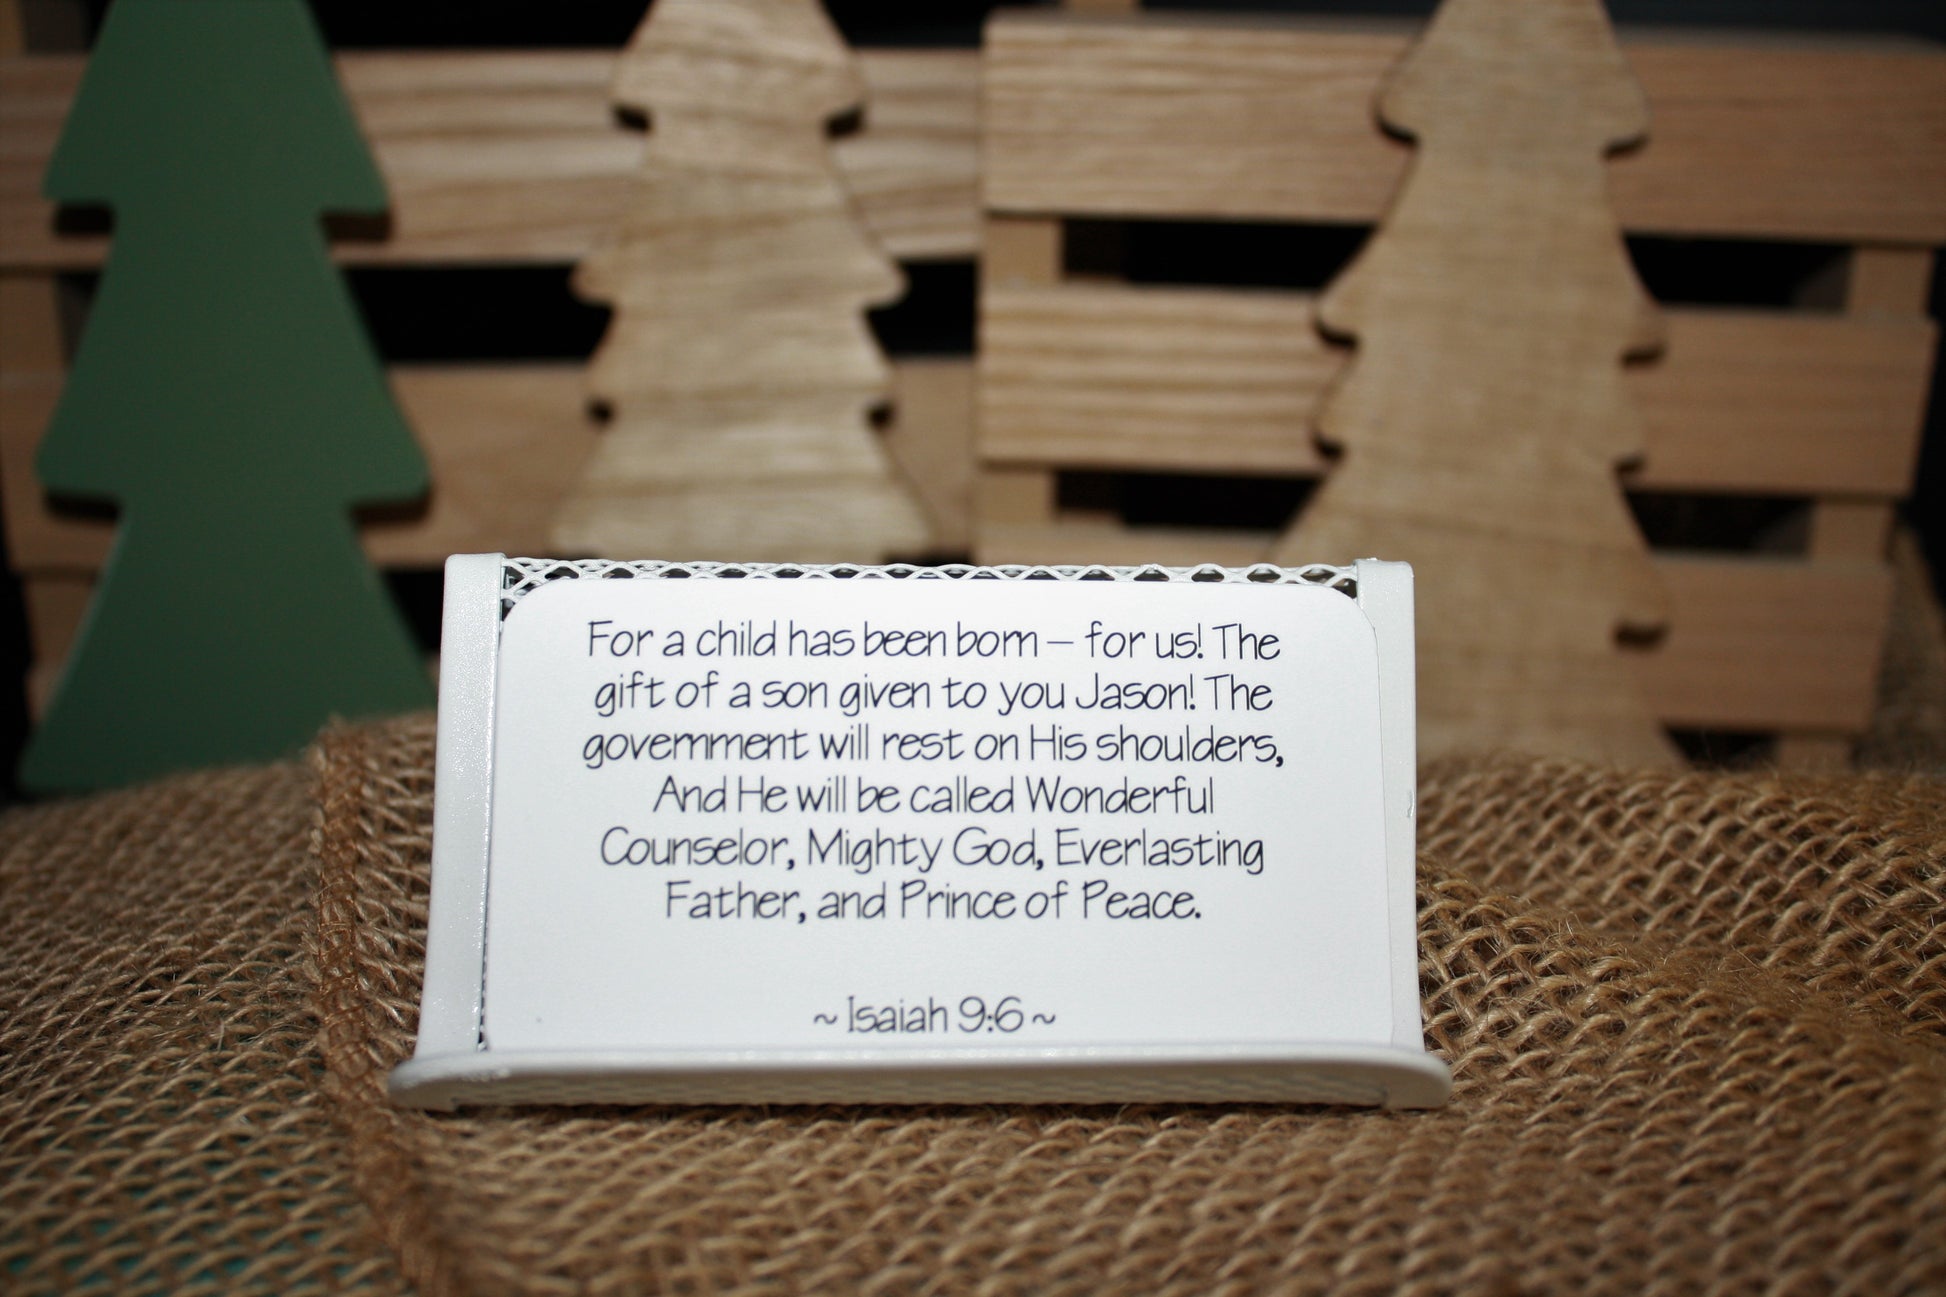 For a child has been born – for us! The
gift of a son given to you Jason! The
government will rest on His shoulders,
And He will be called Wonderful
Counselor, Mighty God, Everlasting
Father, and Prince of Peace.
~ Isaiah 9:6 ~